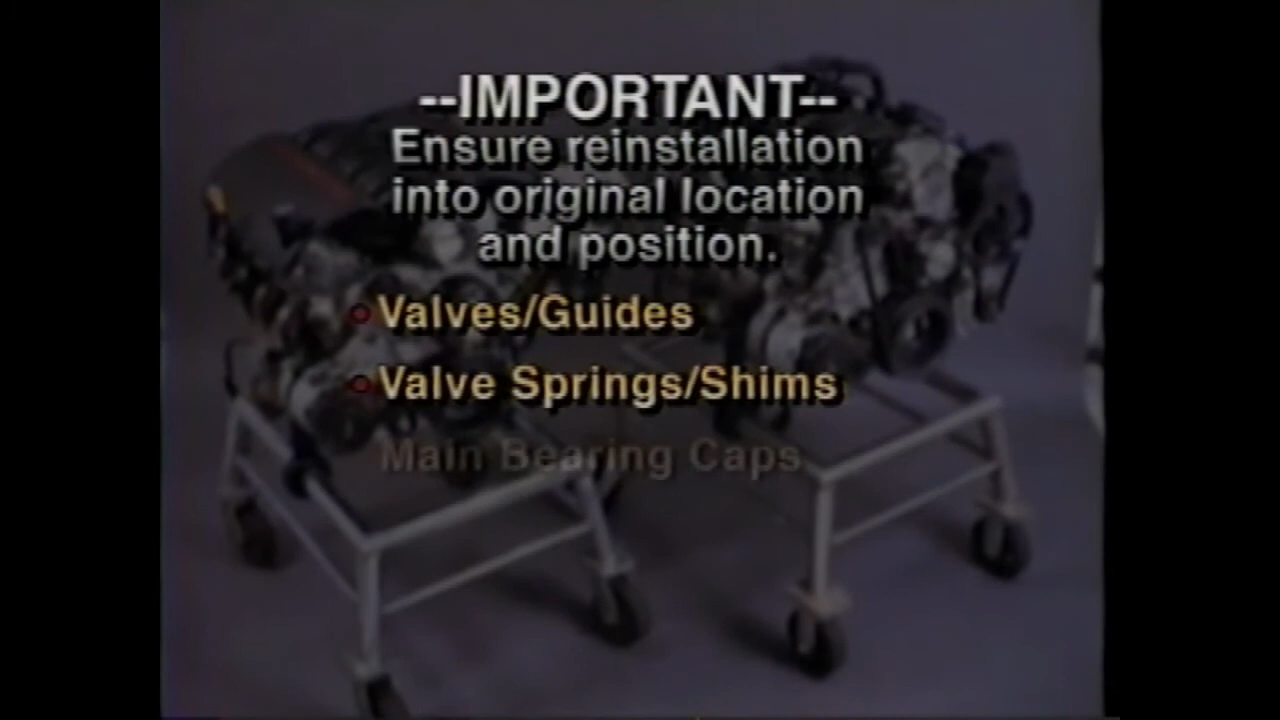 --IMPORTANT--
Ensure reinstallation
into original location
and position.
Valves/Guides
Valve Springs/Shims
Main Bearing Caps